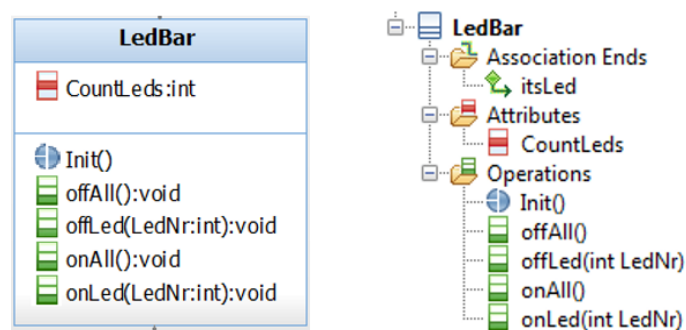 LedBar
CountLeds:int
Init()
offAll():void
offLed(LedNr:int):void
onAll():void
onLed(LedNr:int):void
LedBar
Association Ends
itsLed
Attributes
CountLeds
Operations
Init()
offAll()
offLed(int LedNr)
onAll()
onLed(int LedNr)